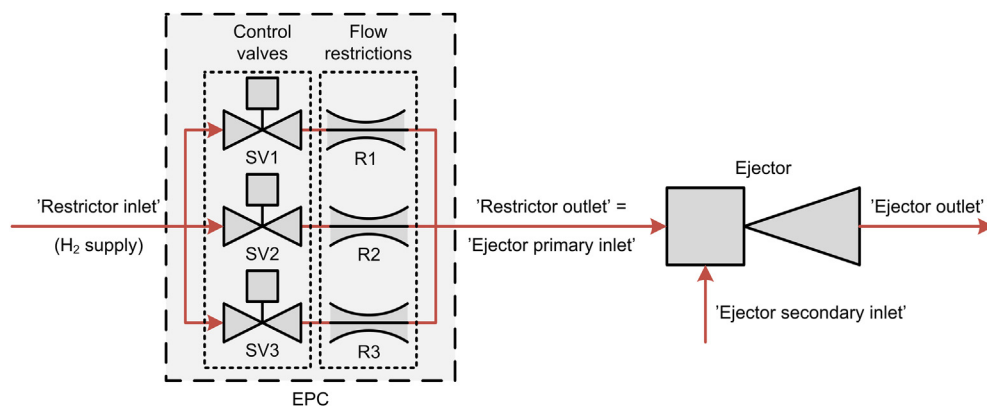 Control
valves
Flow
restrictions
SV1
R1
Ejector
’Restrictor inlet’
(H₂ supply)
’Restrictor outlet’ =
’Ejector primary inlet’
’Ejector outlet’
SV2
R2
’Ejector secondary inlet’
SV3
R3
EPC